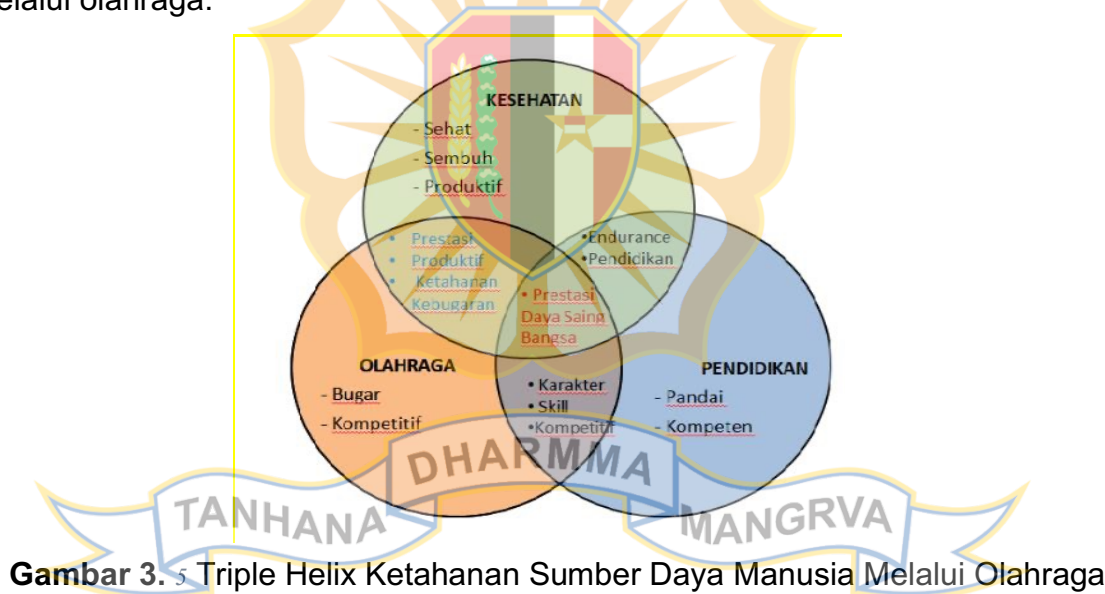 elalui olahraga.
KESEHATAN
- Sehat
- Sembuh
- Produktif
• Prestasi
• Produktif
• Ketahanan
Kebugaran
•Endurance
•Pendidikan
• Prestasi
Daya Saing
Bangsa
OLAHRAGA
- Bugar
- Kompetitif
• Karakter
• Skill
•Kompetitif
PENDIDIKAN
- Pandai
- Kompeten
TANHANA DHARMMA MANGRVA
Gambar 3. 5 Triple Helix Ketahanan Sumber Daya Manusia Melalui Olahraga